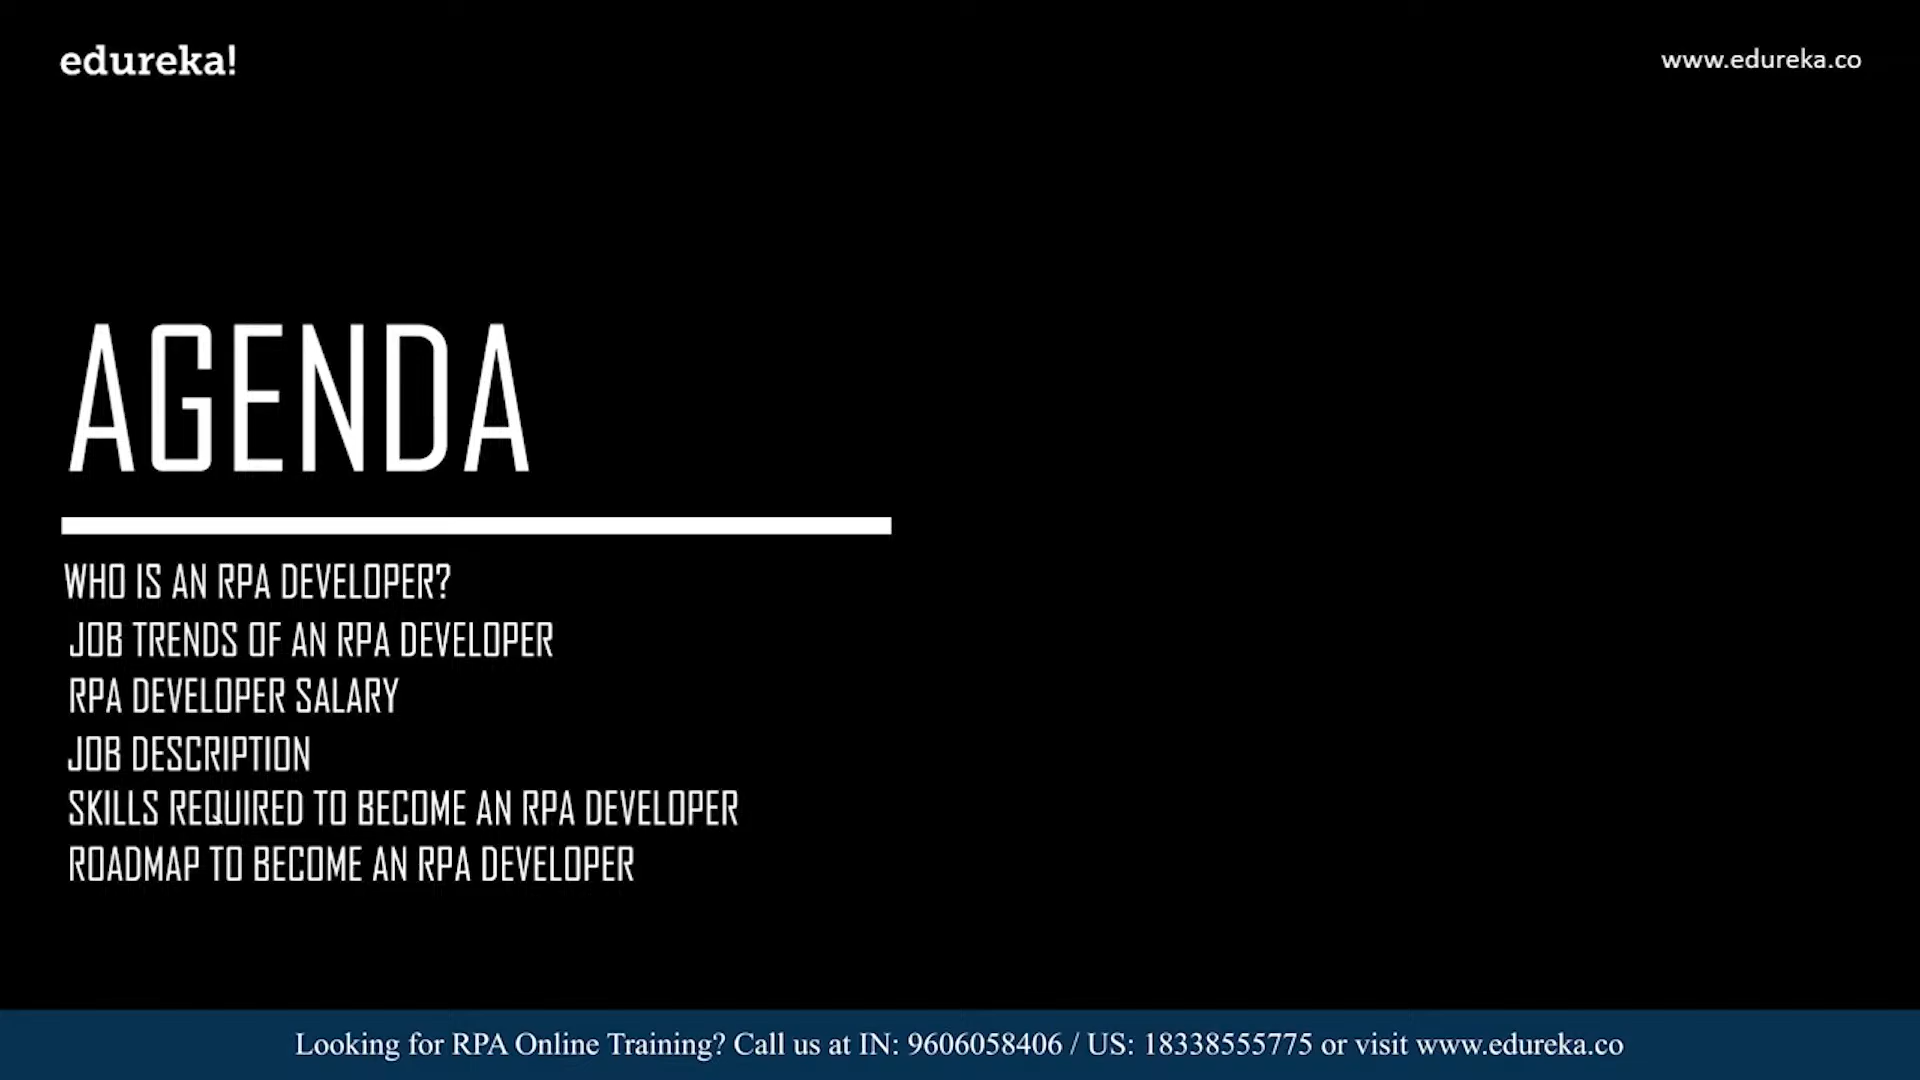 edureka!
www.edureka.co
AGENDA
WHO IS AN RPA DEVELOPER?
JOB TRENDS OF AN RPA DEVELOPER
RPA DEVELOPER SALARY
JOB DESCRIPTION
SKILLS REQUIRED TO BECOME AN RPA DEVELOPER
ROADMAP TO BECOME AN RPA DEVELOPER
Looking for RPA Online Training? Call us at IN: 9606058406 / US: 18338555775 or visit www.edureka.co